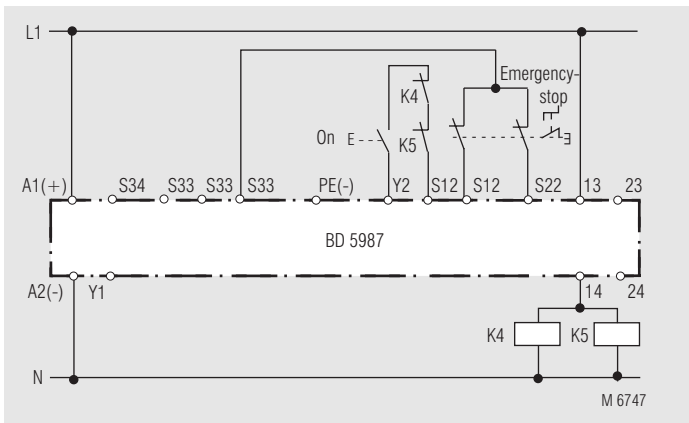 L1
Emergency-
stop
K4
On E
K5
A1(+) S34 S33 S33 S33 PE(-) Y2 S12 S12 S22 13 23
BD 5987
A2(-) Y1 14 24
K4 K5
N
M 6747